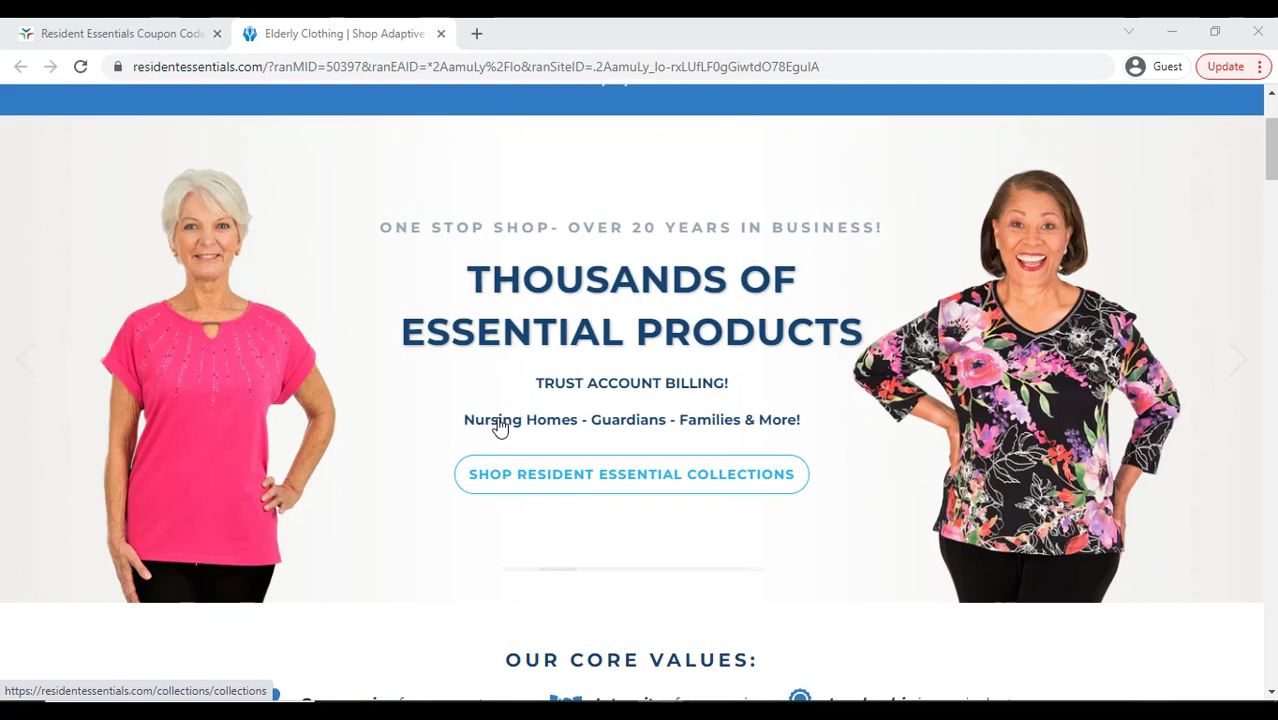 Resident Essentials Coupon Code
Elderly Clothing | Shop Adaptive
residentessentials.com/?ranMID=50397&ranEAID=*2AamuLy%2FIo&ranSiteID=.2AamuLy_Io-rxLUfLF0gGiwtdO78EguIA
Guest
Update
ONE STOP SHOP- OVER 20 YEARS IN BUSINESS!
THOUSANDS OF
ESSENTIAL PRODUCTS
TRUST ACCOUNT BILLING!
Nursing Homes - Guardians - Families & More!
SHOP RESIDENT ESSENTIAL COLLECTIONS
OUR CORE VALUES:
https://residentessentials.com/collections/collections